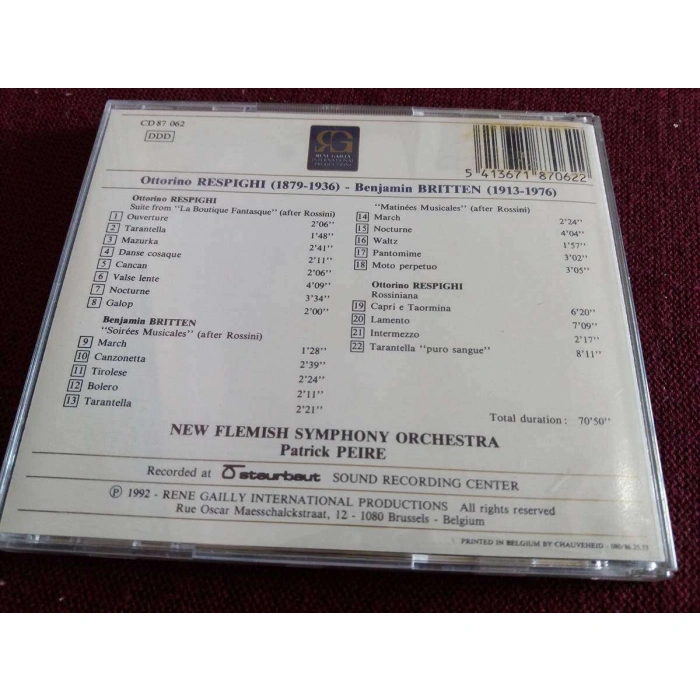 CD 87 062
DDD
RG
RENE GAILLY
INTERNATIONAL
PRODUCTIONS
5 413671 870622
Ottorino RESPIGHI (1879-1936) - Benjamin BRITTEN (1913-1976)
Ottorino RESPIGHI
Suite from "La Boutique Fantasque" (after Rossini)
1 Ouverture 2'06''
2 Tarantella 1'48''
3 Mazurka 2'41''
4 Danse cosaque 2'11''
5 Cancan 2'06''
6 Valse lente 4'09''
7 Nocturne 3'34''
8 Galop 2'00''
Benjamin BRITTEN
"Soirées Musicales" (after Rossini)
9 March 1'28''
10 Canzonetta 2'39''
11 Tirolese 2'24''
12 Bolero 2'11''
13 Tarantella 2'21''
"Matinées Musicales" (after Rossini)
14 March 2'24''
15 Nocturne 4'04''
16 Waltz 1'57''
17 Pantomime 3'02''
18 Moto perpetuo 3'05''
Ottorino RESPIGHI
Rossiniana
19 Capri e Taormina 6'20''
20 Lamento 7'09''
21 Intermezzo 2'17''
22 Tarantella "puro sangue" 8'11''
Total duration : 70'50''
NEW FLEMISH SYMPHONY ORCHESTRA
Patrick PEIRE
Recorded at steurbaut SOUND RECORDING CENTER
℗ 1992 - RENE GAILLY INTERNATIONAL PRODUCTIONS All rights reserved
Rue Oscar Maesschalckstraat, 12 - 1080 Brussels - Belgium
PRINTED IN BELGIUM BY CHAUVEHEID